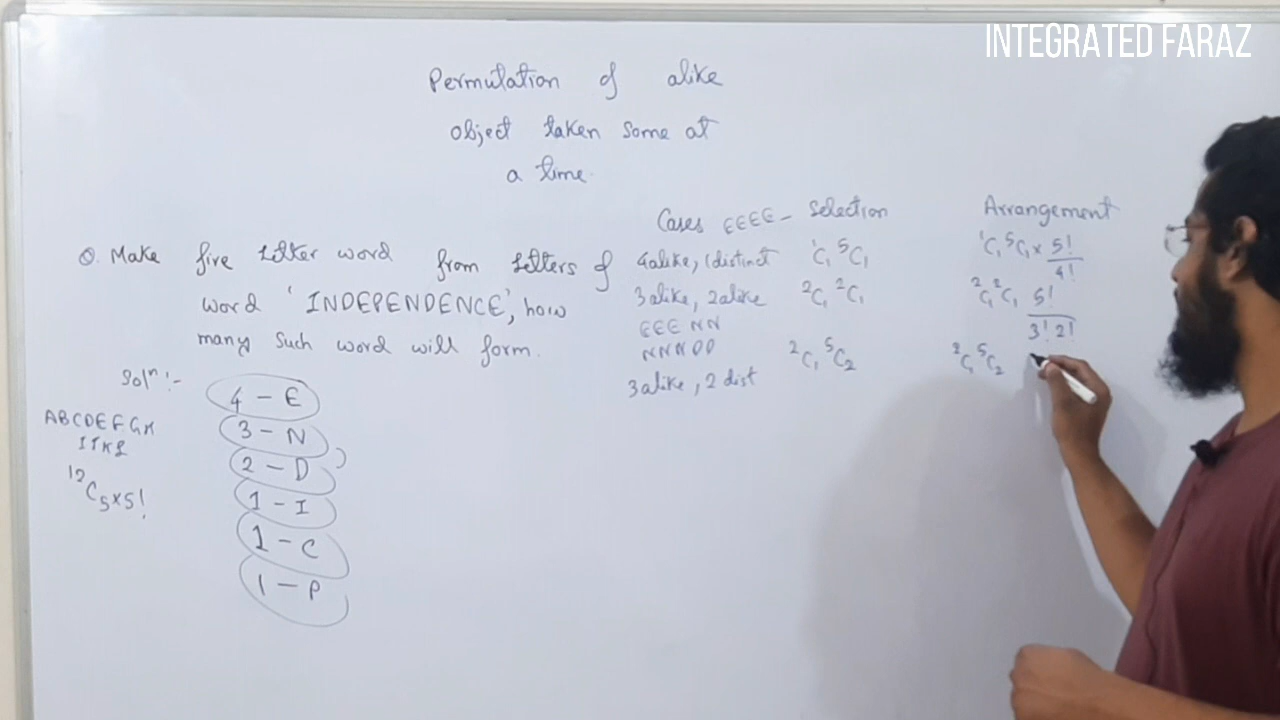 INTEGRATED FARAZ
Permutation of alike
object taken some at
a time
Q. Make five letter word from letters of
word 'INDEPENDENCE', how
many such word will form.
Soln :-
4 - E
3 - N
2 - D
1 - I
1 - C
1 - P
ABCDEFGH
IJKL
¹²C₅×5!
Cases EEEE- Selection Arrangement
4alike, 1distinct ¹C₁ ⁵C₁ ¹C₁ ⁵C₁ × 5!/4!
3alike, 2alike ²C₁ ²C₁ ²C₁ ²C₁ 5!/3! 2!
EEE NN
NNN DD
3alike, 2 dist ²C₁ ⁵C₂ ²C₁ ⁵C₂